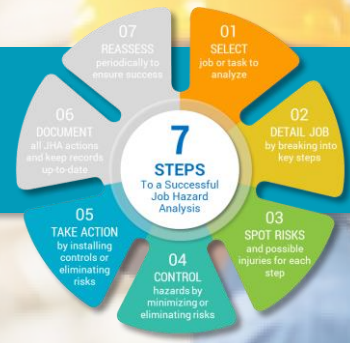 7
STEPS
To a Successful
Job Hazard
Analysis
01
SELECT
job or task to
analyze
02
DETAIL JOB
by breaking into
key steps
03
SPOT RISKS
and possible
injuries for each
step
04
CONTROL
hazards by
minimizing or
eliminating risks
05
TAKE ACTION
by installing
controls or
eliminating
risks
06
DOCUMENT
all JHA actions
and keep records
up-to-date
07
REASSESS
periodically to
ensure success